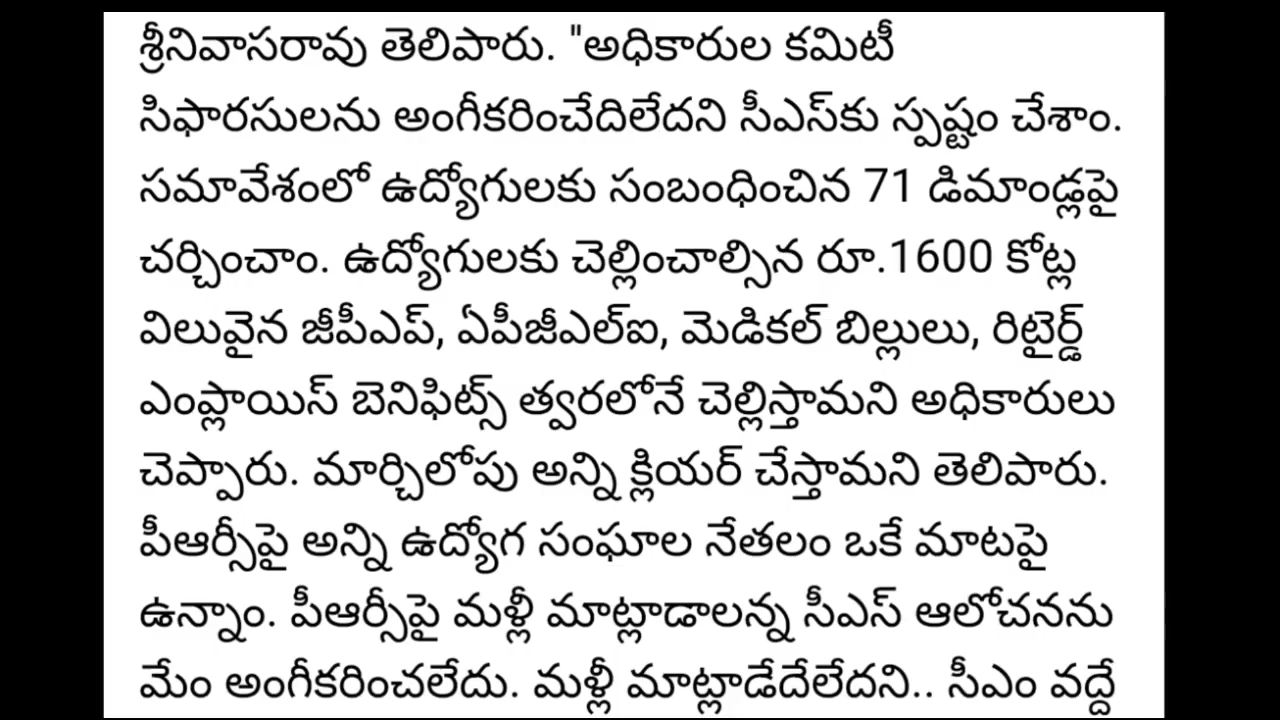 శ్రీనివాసరావు తెలిపారు. "అధికారుల కమిటీ
సిఫారసులను అంగీకరించేదిలేదని సీఎస్‌కు స్పష్టం చేశాం.
సమావేశంలో ఉద్యోగులకు సంబంధించిన 71 డిమాండ్లపై
చర్చించాం. ఉద్యోగులకు చెల్లించాల్సిన రూ.1600 కోట్ల
విలువైన జీపీఎఫ్, ఏపీజీఎల్ఐ, మెడికల్ బిల్లులు, రిటైర్డ్
ఎంప్లాయిస్ బెనిఫిట్స్ త్వరలోనే చెల్లిస్తామని అధికారులు
చెప్పారు. మార్చిలోపు అన్ని క్లియర్ చేస్తామని తెలిపారు.
పీఆర్సీపై అన్ని ఉద్యోగ సంఘాల నేతలం ఒకే మాటపై
ఉన్నాం. పీఆర్సీపై మళ్లీ మాట్లాడాలన్న సీఎస్ ఆలోచనను
మేం అంగీకరించలేదు. మళ్లీ మాట్లాడేదేలేదని.. సీఎం వద్దే